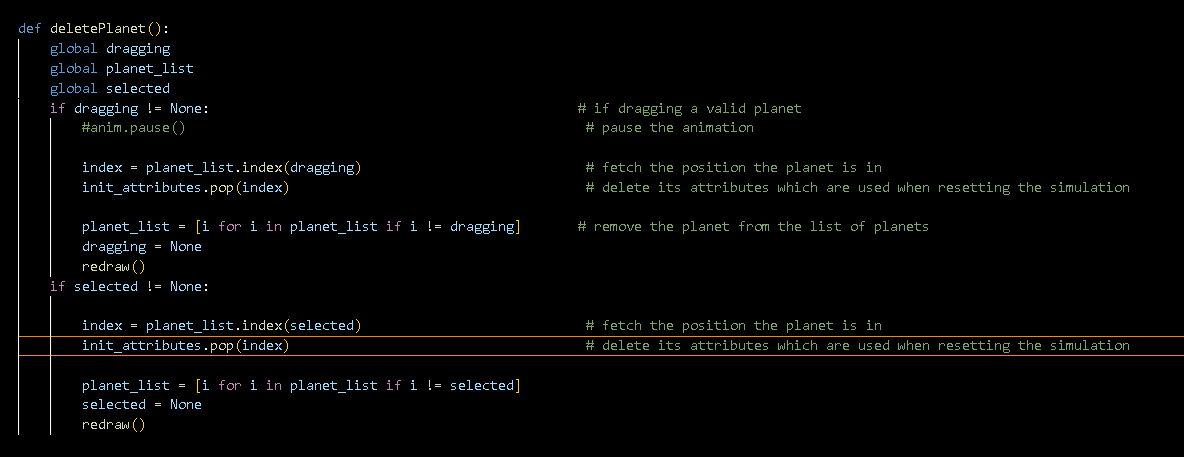 def deletePlanet():
    global dragging
    global planet_list
    global selected
    if dragging != None:                                              # if dragging a valid planet
        #anim.pause()                                                  # pause the animation
        index = planet_list.index(dragging)                            # fetch the position the planet is in
        init_attributes.pop(index)                                     # delete its attributes which are used when resetting the simulation
        planet_list = [i for i in planet_list if i != dragging]       # remove the planet from the list of planets
        dragging = None
        redraw()
    if selected != None:
        index = planet_list.index(selected)                            # fetch the position the planet is in
        init_attributes.pop(index)                                     # delete its attributes which are used when resetting the simulation
        planet_list = [i for i in planet_list if i != selected]
        selected = None
        redraw()